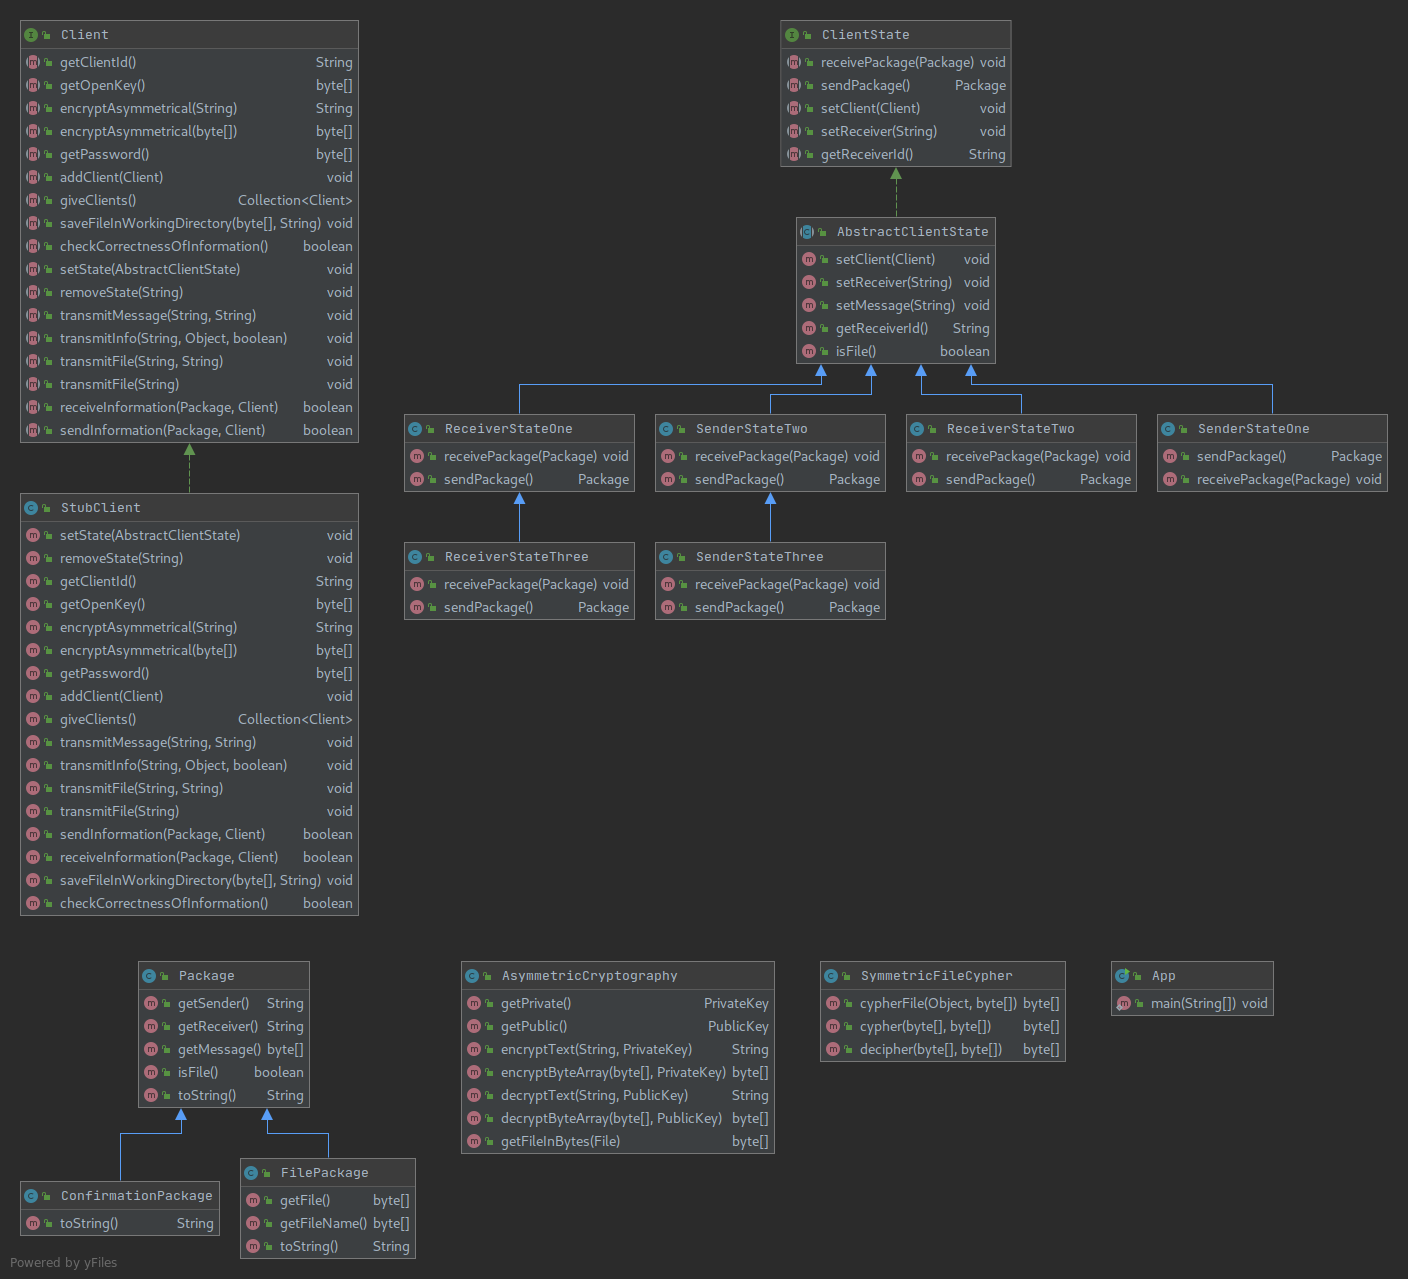 Client
getClientId() String
getOpenKey() byte[]
encryptAsymmetrical(String) String
encryptAsymmetrical(byte[]) byte[]
getPassword() byte[]
addClient(Client) void
giveClients() Collection<Client>
saveFileInWorkingDirectory(byte[], String) void
checkCorrectnessOfInformation() boolean
setState(AbstractClientState) void
removeState(String) void
transmitMessage(String, String) void
transmitInfo(String, Object, boolean) void
transmitFile(String, String) void
transmitFile(String) void
receiveInformation(Package, Client) boolean
sendInformation(Package, Client) boolean
StubClient
setState(AbstractClientState) void
removeState(String) void
getClientId() String
getOpenKey() byte[]
encryptAsymmetrical(String) String
encryptAsymmetrical(byte[]) byte[]
getPassword() byte[]
addClient(Client) void
giveClients() Collection<Client>
transmitMessage(String, String) void
transmitInfo(String, Object, boolean) void
transmitFile(String, String) void
transmitFile(String) void
sendInformation(Package, Client) boolean
receiveInformation(Package, Client) boolean
saveFileInWorkingDirectory(byte[], String) void
checkCorrectnessOfInformation() boolean
ClientState
receivePackage(Package) void
sendPackage() Package
setClient(Client) void
setReceiver(String) void
getReceiverId() String
AbstractClientState
setClient(Client) void
setReceiver(String) void
setMessage(String) void
getReceiverId() String
isFile() boolean
ReceiverStateOne
receivePackage(Package) void
sendPackage() Package
SenderStateTwo
receivePackage(Package) void
sendPackage() Package
ReceiverStateTwo
receivePackage(Package) void
sendPackage() Package
SenderStateOne
sendPackage() Package
receivePackage(Package) void
ReceiverStateThree
receivePackage(Package) void
sendPackage() Package
SenderStateThree
receivePackage(Package) void
sendPackage() Package
Package
getSender() String
getReceiver() String
getMessage() byte[]
isFile() boolean
toString() String
AsymmetricCryptography
getPrivate() PrivateKey
getPublic() PublicKey
encryptText(String, PrivateKey) String
encryptByteArray(byte[], PrivateKey) byte[]
decryptText(String, PublicKey) String
decryptByteArray(byte[], PublicKey) byte[]
getFileInBytes(File) byte[]
SymmetricFileCypher
cypherFile(Object, byte[]) byte[]
cypher(byte[], byte[]) byte[]
decipher(byte[], byte[]) byte[]
App
main(String[]) void
ConfirmationPackage
toString() String
FilePackage
getFile() byte[]
getFileName() byte[]
toString() String
Powered by yFiles